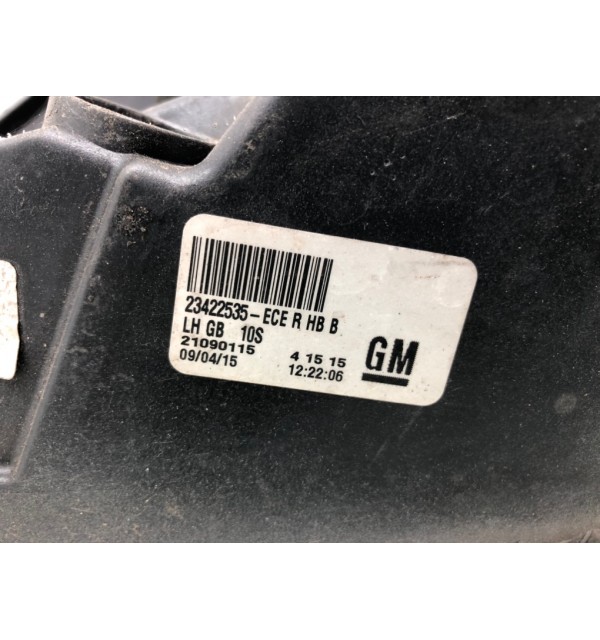 23422535-ECE R HB B
LH GB 10S
21090115 4 15 15
09/04/15 12:22:06
GM